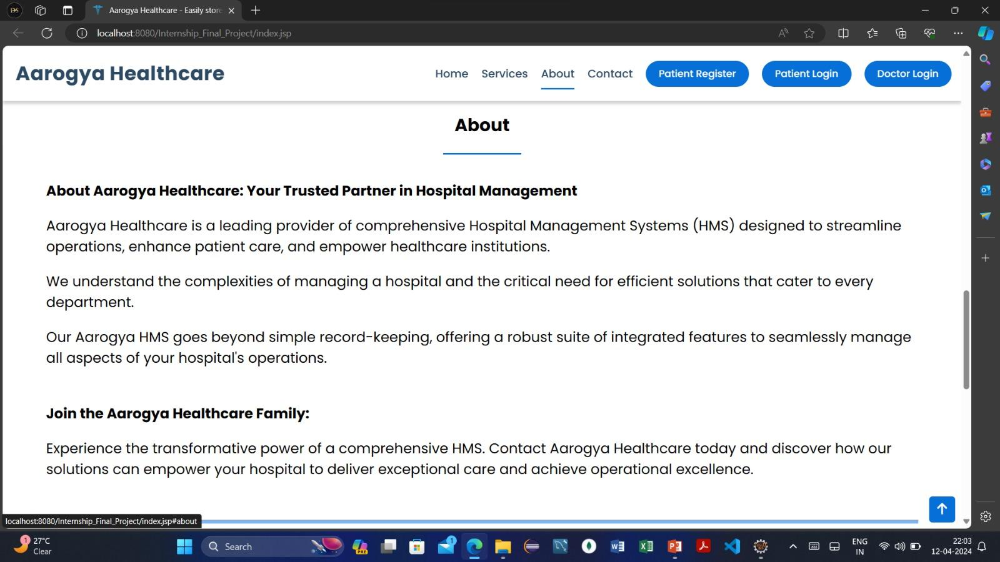 Aarogya Healthcare - Easily store
localhost:8080/Internship_Final_Project/index.jsp
Aarogya Healthcare
Home Services About Contact Patient Register Patient Login Doctor Login
About
About Aarogya Healthcare: Your Trusted Partner in Hospital Management
Aarogya Healthcare is a leading provider of comprehensive Hospital Management Systems (HMS) designed to streamline
operations, enhance patient care, and empower healthcare institutions.
We understand the complexities of managing a hospital and the critical need for efficient solutions that cater to every
department.
Our Aarogya HMS goes beyond simple record-keeping, offering a robust suite of integrated features to seamlessly manage
all aspects of your hospital's operations.
Join the Aarogya Healthcare Family:
Experience the transformative power of a comprehensive HMS. Contact Aarogya Healthcare today and discover how our
solutions can empower your hospital to deliver exceptional care and achieve operational excellence.
localhost:8080/Internship_Final_Project/index.jsp#about
1
27°C
Clear
Search
PRE
1
ENG
IN
22:03
12-04-2024